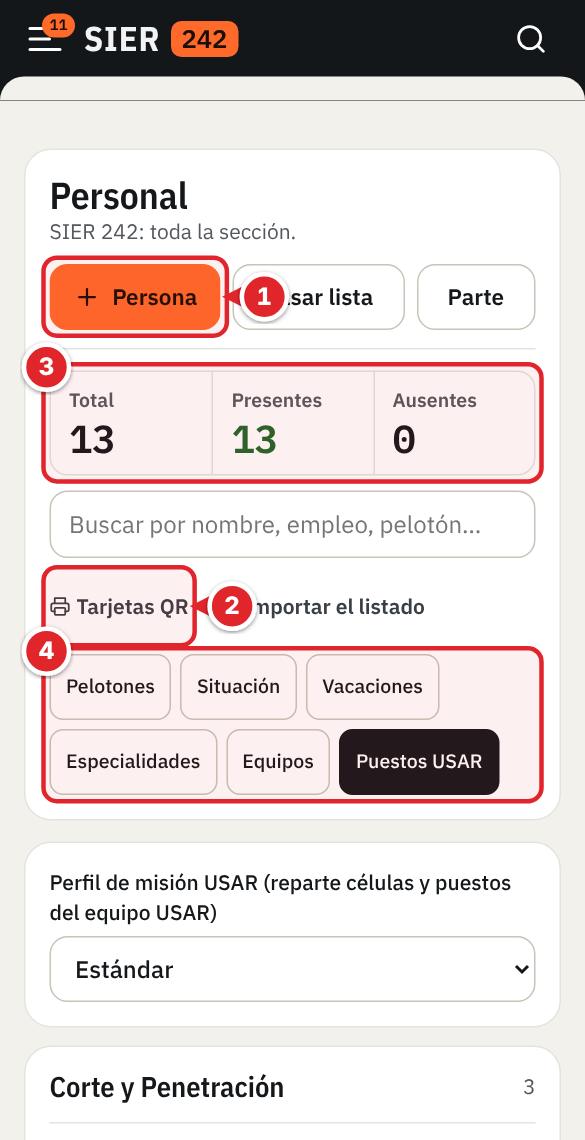 11
SIER 242
Personal
SIER 242: toda la sección.
+ Persona
1
sar lista
Parte
3
Total
Presentes
Ausentes
13
13
0
Buscar por nombre, empleo, pelotón...
Tarjetas QR
2
mportar el listado
4
Pelotones
Situación
Vacaciones
Especialidades
Equipos
Puestos USAR
Perfil de misión USAR (reparte células y puestos
del equipo USAR)
Estándar
Corte y Penetración
3